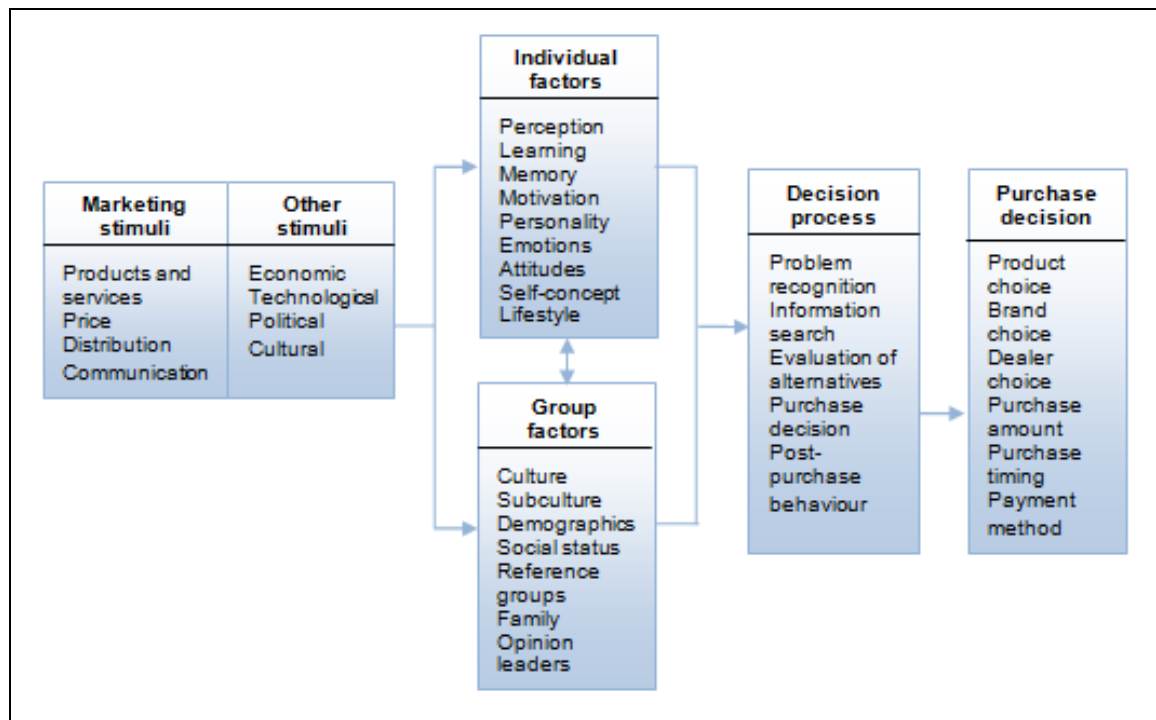 Marketing
stimuli
Products and
services
Price
Distribution
Communication
Other
stimuli
Economic
Technological
Political
Cultural
Individual
factors
Perception
Learning
Memory
Motivation
Personality
Emotions
Attitudes
Self-concept
Lifestyle
Group
factors
Culture
Subculture
Demographics
Social status
Reference
groups
Family
Opinion
leaders
Decision
process
Problem
recognition
Information
search
Evaluation of
alternatives
Purchase
decision
Post-
purchase
behaviour
Purchase
decision
Product
choice
Brand
choice
Dealer
choice
Purchase
amount
Purchase
timing
Payment
method